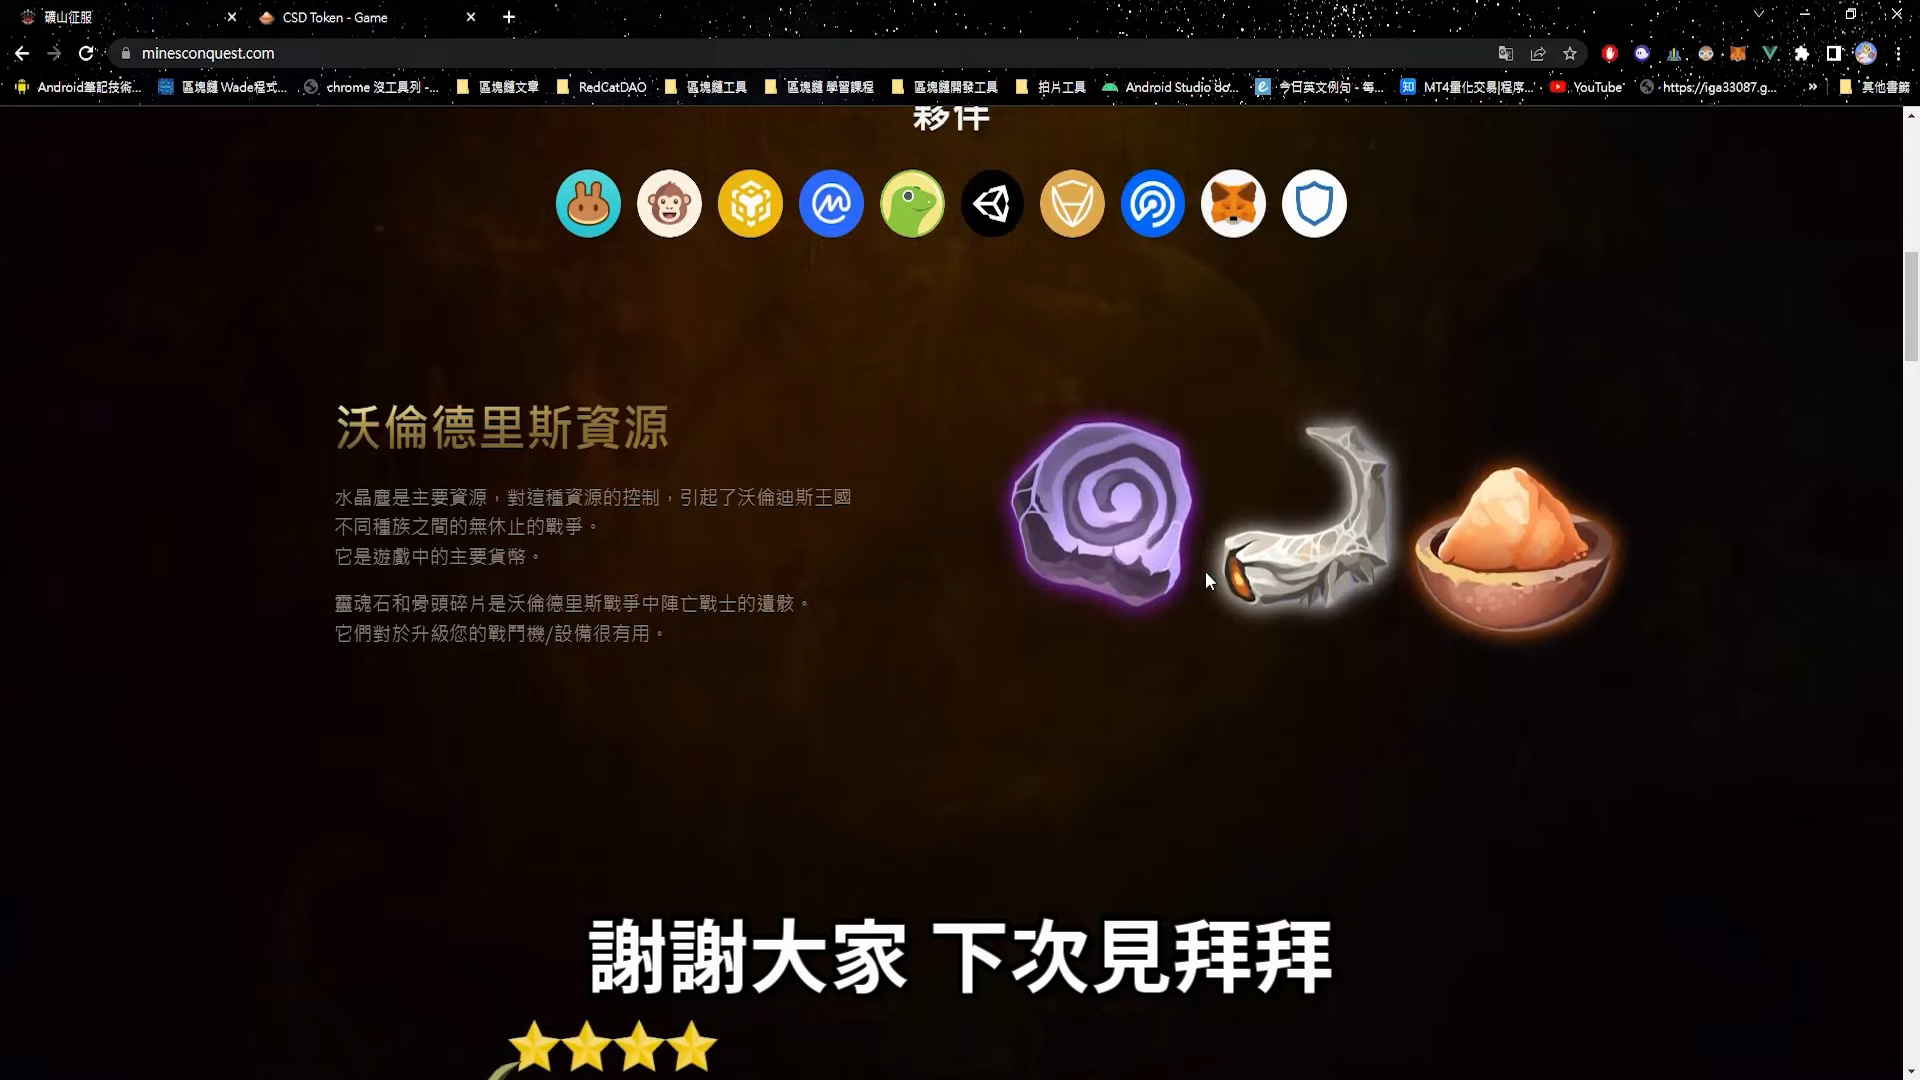 礦山征服
CSD Token - Game
minesconquest.com
Android筆記技術...
區塊鏈 Wade程式...
chrome 沒工具列 -...
區塊鏈文章
RedCatDAO
區塊鏈工具
區塊鏈 學習課程
區塊鏈開發工具
拍片工具
Android Studio do...
今日英文例句 - 每...
知
MT4量化交易|程序...
YouTube
https://iga33087.g...
»
其他書籤
夥伴
沃倫德里斯資源
水晶塵是主要資源，對這種資源的控制，引起了沃倫迪斯王國
不同種族之間的無休止的戰爭。
它是遊戲中的主要貨幣。
靈魂石和骨頭碎片是沃倫德里斯戰爭中陣亡戰士的遺骸。
它們對於升級您的戰鬥機/設備很有用。
謝謝大家 下次見拜拜